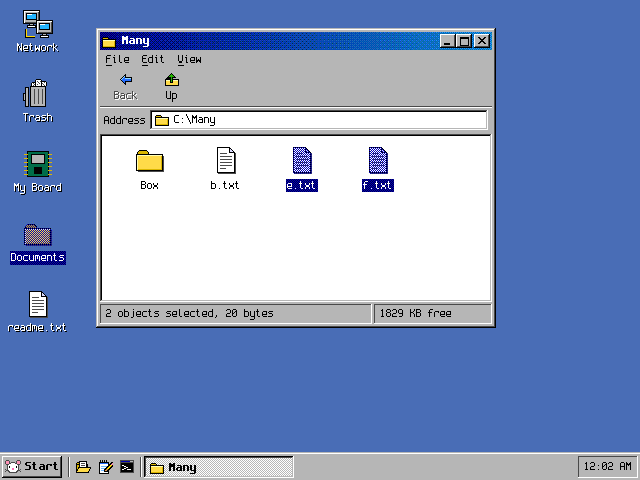 Network
Trash
My Board
Documents
readme.txt
Many
File Edit View
Back Up
Address C:\Many
Box b.txt e.txt f.txt
2 objects selected, 20 bytes 1829 KB free
Start Many 12:02 AM